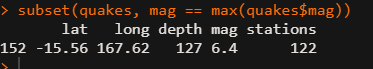 > subset(quakes, mag == max(quakes$mag))
       lat   long depth mag stations
152 -15.56 167.62   127 6.4      122
>